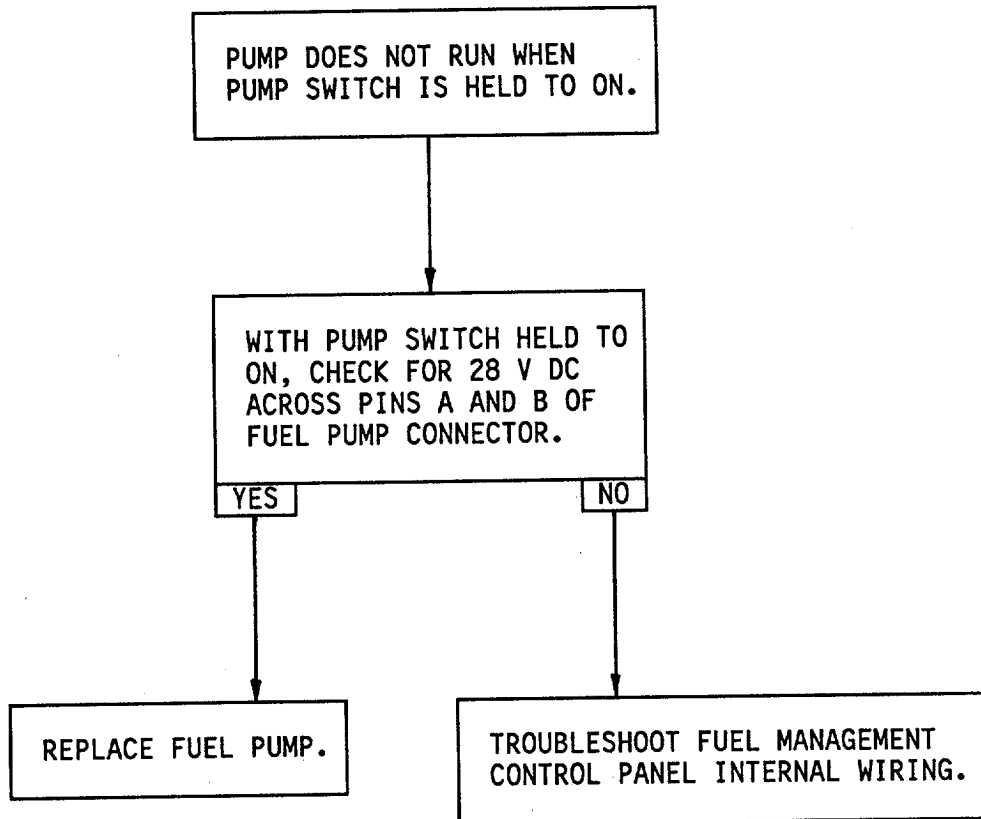 PUMP DOES NOT RUN WHEN
PUMP SWITCH IS HELD TO ON.
WITH PUMP SWITCH HELD TO
ON, CHECK FOR 28 V DC
ACROSS PINS A AND B OF
FUEL PUMP CONNECTOR.
YES
NO
REPLACE FUEL PUMP.
TROUBLESHOOT FUEL MANAGEMENT
CONTROL PANEL INTERNAL WIRING.